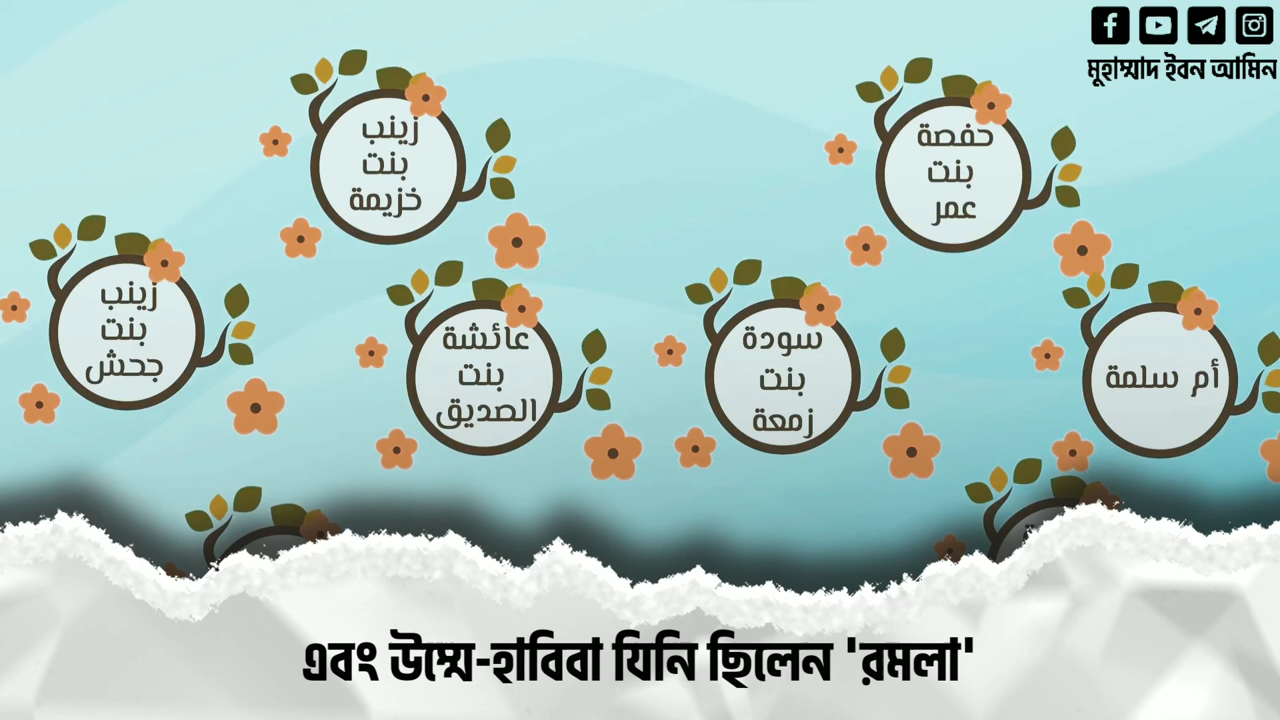 মুহাম্মাদ ইবন আমিন
زينب
بنت
خزيمة
حفصة
بنت
عمر
زينب
بنت
جحش
عائشة
بنت
الصديق
سودة
بنت
زمعة
أم سلمة
এবং উম্মে-হাবিবা যিনি ছিলেন 'রমলা'